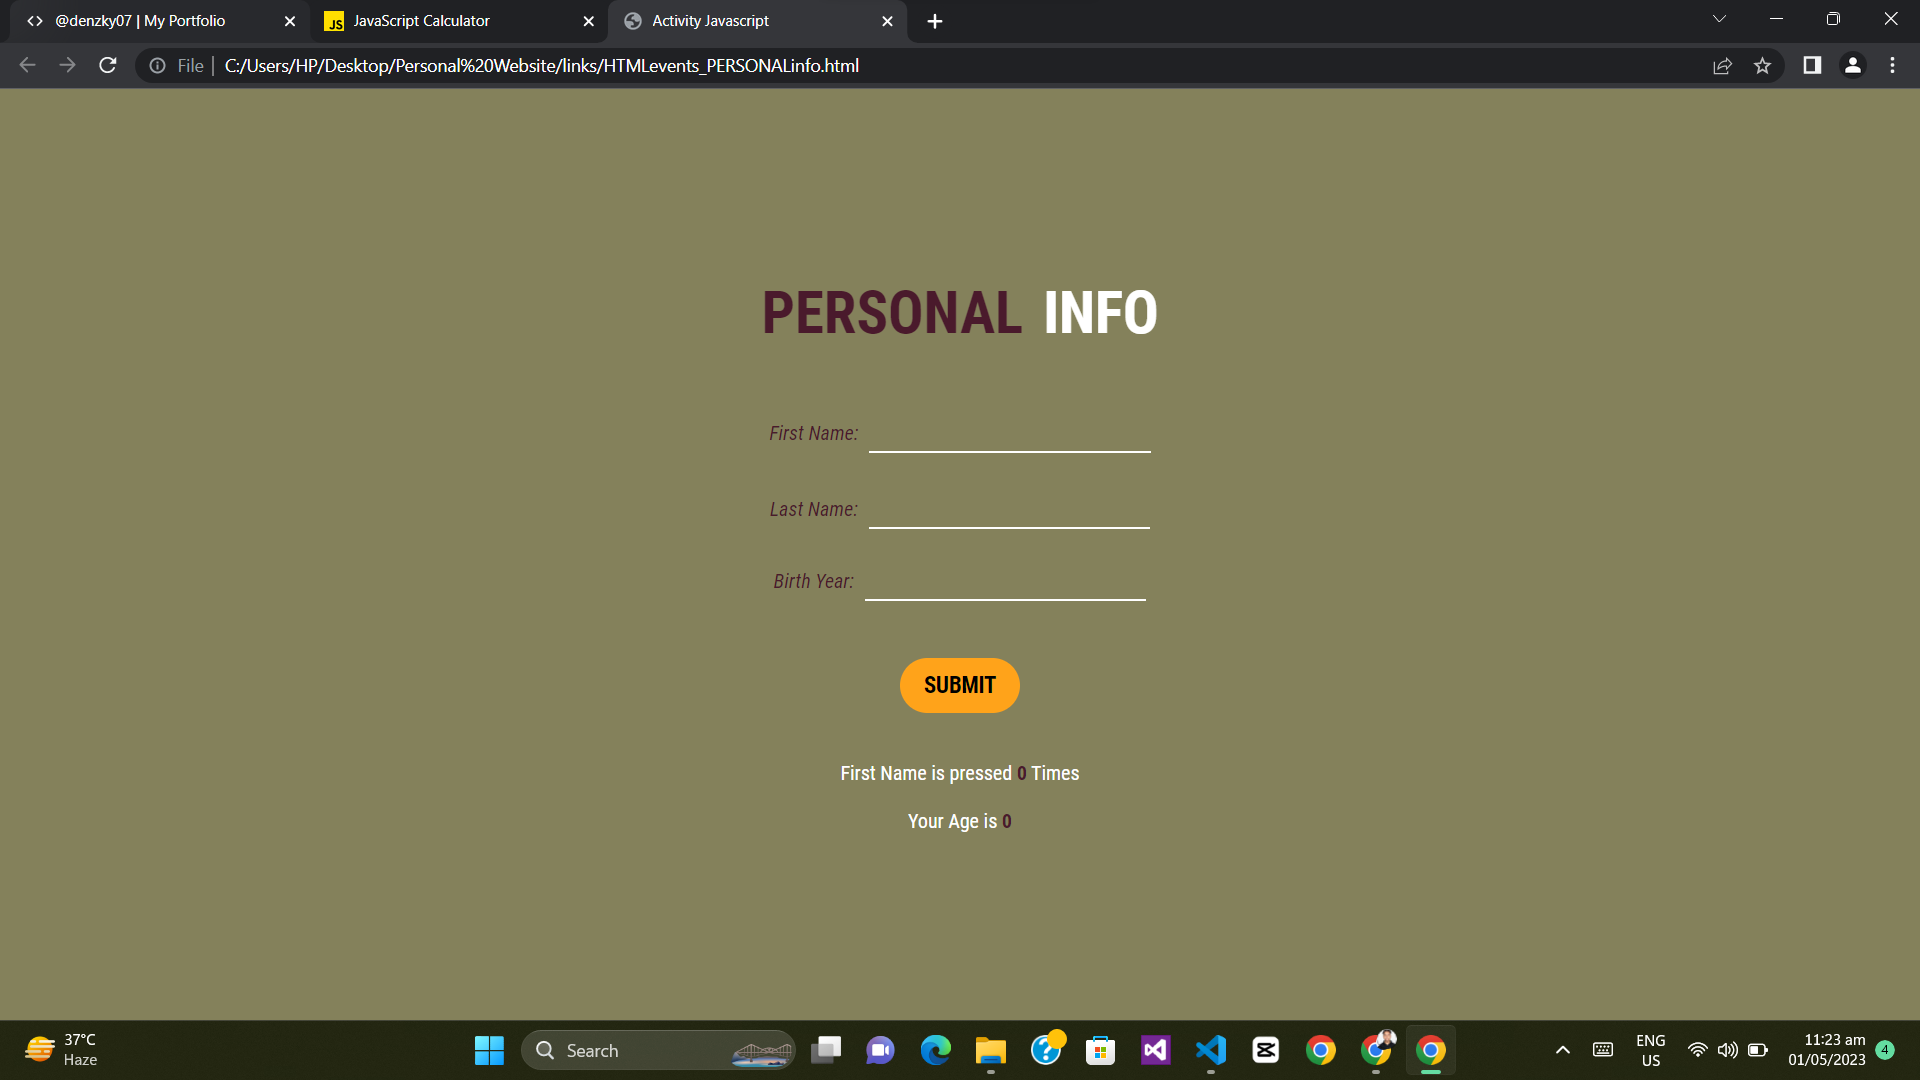 @denzky07 | My Portfolio
JS
JavaScript Calculator
Activity Javascript
File
C:/Users/HP/Desktop/Personal%20Website/links/HTMLevents_PERSONALinfo.html
PERSONAL INFO
First Name:
Last Name:
Birth Year:
SUBMIT
First Name is pressed 0 Times
Your Age is 0
37°C
Haze
Search
ENG
US
11:23 am
01/05/2023
4